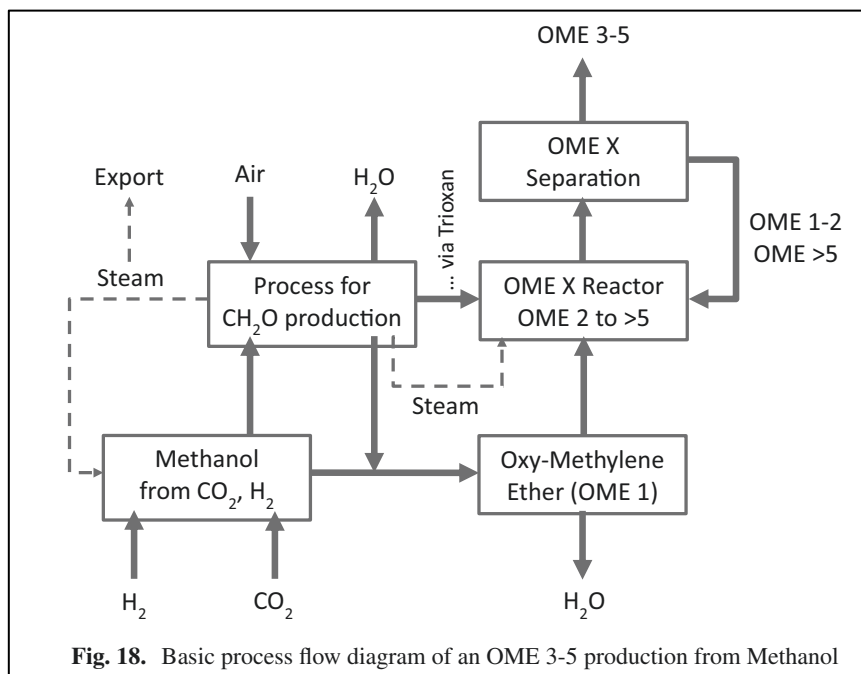 OME 3-5
OME X
Separation
Export
Air
H₂O
... via Trioxan
OME 1-2
OME >5
Steam
Process for
CH₂O production
OME X Reactor
OME 2 to >5
Steam
Methanol
from CO₂, H₂
Oxy-Methylene
Ether (OME 1)
H₂
CO₂
H₂O
Fig. 18. Basic process flow diagram of an OME 3-5 production from Methanol